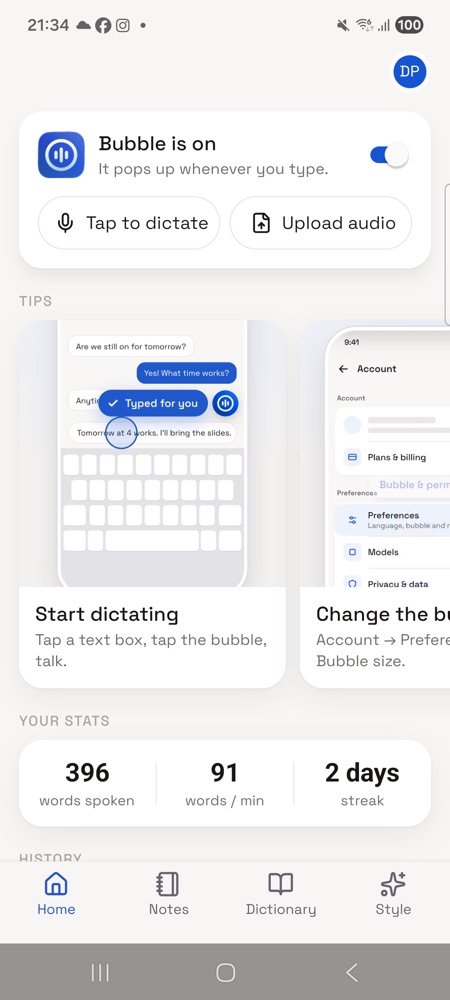 21:34
100
DP
Bubble is on
It pops up whenever you type.
Tap to dictate
Upload audio
TIPS
Are we still on for tomorrow?
Yes! What time works?
Typed for you
Tomorrow at 4 works. I'll bring the slides.
Start dictating
Tap a text box, tap the bubble,
talk.
9:41
Account
Account
Plans & billing
Bubble &
Preferences
Preferences
Language, bubble and
Models
Privacy & data
Change the
Account →
Bubble size.
YOUR STATS
396
words spoken
91
words / min
2 days
streak
HISTORY
Home
Notes
Dictionary
Style